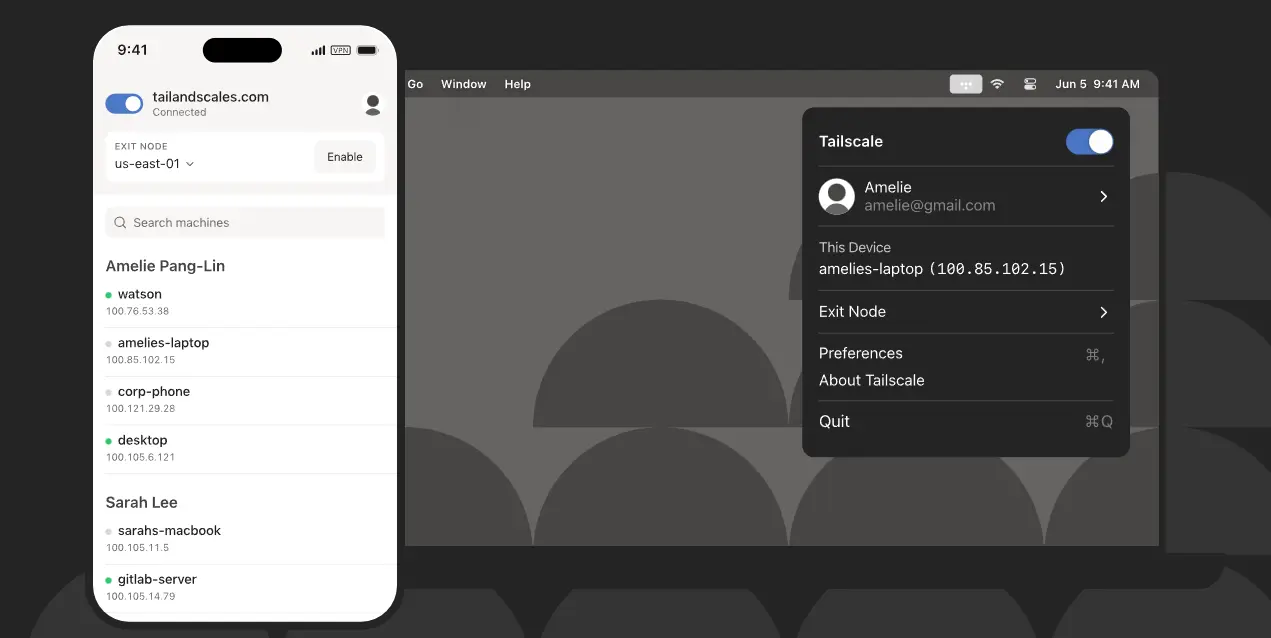 9:41
VPN
tailandscales.com
Connected
EXIT NODE
us-east-01
Enable
Search machines
Amelie Pang-Lin
watson
100.76.53.38
amelies-laptop
100.85.102.15
corp-phone
100.121.29.28
desktop
100.105.6.121
Sarah Lee
sarahs-macbook
100.105.11.5
gitlab-server
100.105.14.79
Go Window Help
Jun 5 9:41 AM
Tailscale
Amelie
amelie@gmail.com
This Device
amelies-laptop (100.85.102.15)
Exit Node
Preferences ⌘,
About Tailscale
Quit ⌘Q